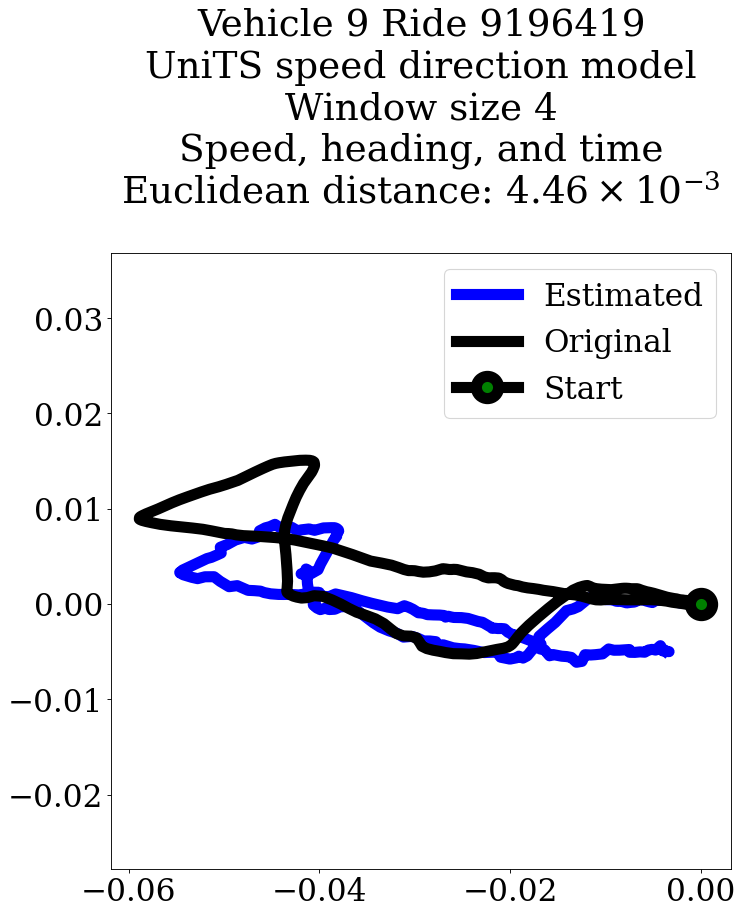 Vehicle 9 Ride 9196419
UniTS speed direction model
Window size 4
Speed, heading, and time
Euclidean distance: 4.46 × 10⁻³
Estimated
Original
Start
0.03
0.02
0.01
0.00
−0.01
−0.02
−0.06
−0.04
−0.02
0.00